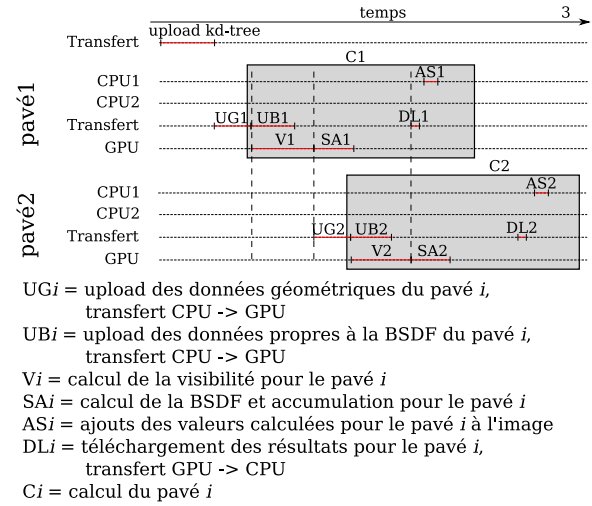 temps 3
upload kd-tree
Transfert
C1
pavé1
CPU1 AS1
CPU2
Transfert UG1 UB1 DL1
GPU V1 SA1
C2
pavé2
CPU1 AS2
CPU2
Transfert UG2 UB2 DL2
GPU V2 SA2
UGi = upload des données géométriques du pavé i,
transfert CPU -> GPU
UBi = upload des données propres à la BSDF du pavé i,
transfert CPU -> GPU
Vi = calcul de la visibilité pour le pavé i
SAi = calcul de la BSDF et accumulation pour le pavé i
ASi = ajouts des valeurs calculées pour le pavé i à l'image
DLi = téléchargement des résultats pour le pavé i,
transfert GPU -> CPU
Ci = calcul du pavé i